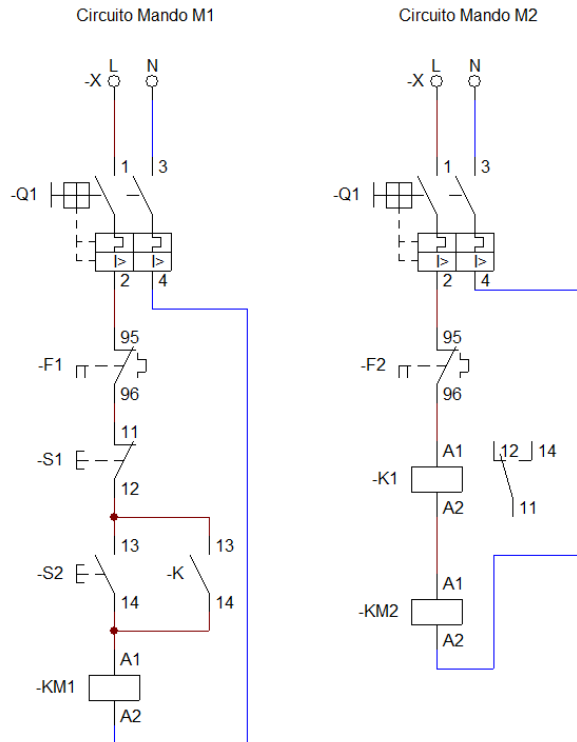 Circuito Mando M1
L N
-X
1 3
-Q1
I> I>
2 4
95
-F1
96
11
-S1
12
13 13
-S2 -K
14 14
A1
-KM1
A2
Circuito Mando M2
L N
-X
1 3
-Q1
I> I>
2 4
95
-F2
96
A1 12 14
-K1
A2 11
A1
-KM2
A2